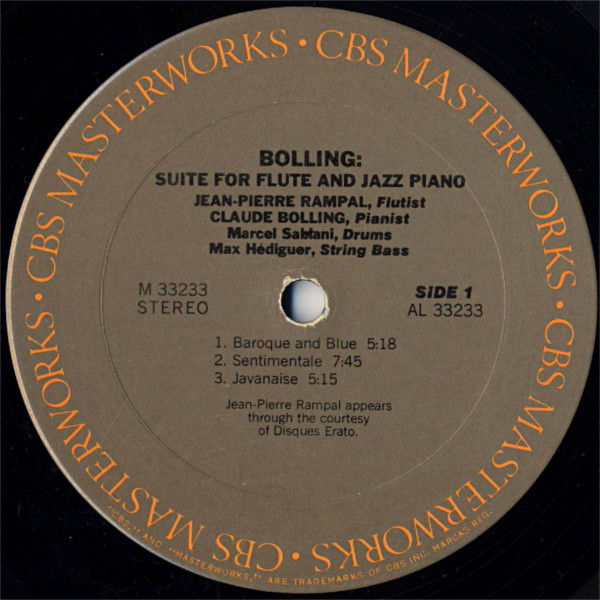 CBS MASTERWORKS • CBS MASTERWORKS • CBS MASTERWORKS • CBS MASTERWORKS • CBS MASTERWORKS •
BOLLING:
SUITE FOR FLUTE AND JAZZ PIANO
JEAN-PIERRE RAMPAL, Flutist
CLAUDE BOLLING, Pianist
Marcel Sabiani, Drums
Max Hédiguer, String Bass
M 33233
STEREO
SIDE 1
AL 33233
1. Baroque and Blue 5:18
2. Sentimentale 7:45
3. Javanaise 5:15
Jean-Pierre Rampal appears
through the courtesy
of Disques Erato.
"CBS," AND "MASTERWORKS," ARE TRADEMARKS OF CBS INC. MARCAS REG.